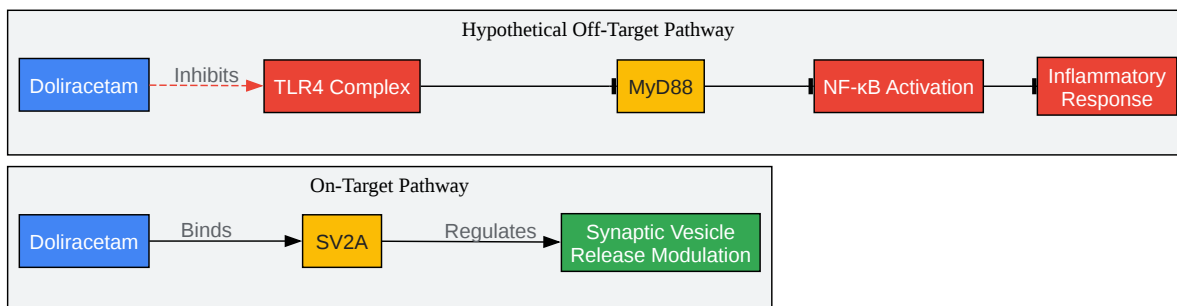 Hypothetical Off-Target Pathway
Doliracetam
Inhibits
TLR4 Complex
MyD88
NF-κB Activation
Inflammatory
Response
On-Target Pathway
Doliracetam
Binds
SV2A
Regulates
Synaptic Vesicle
Release Modulation